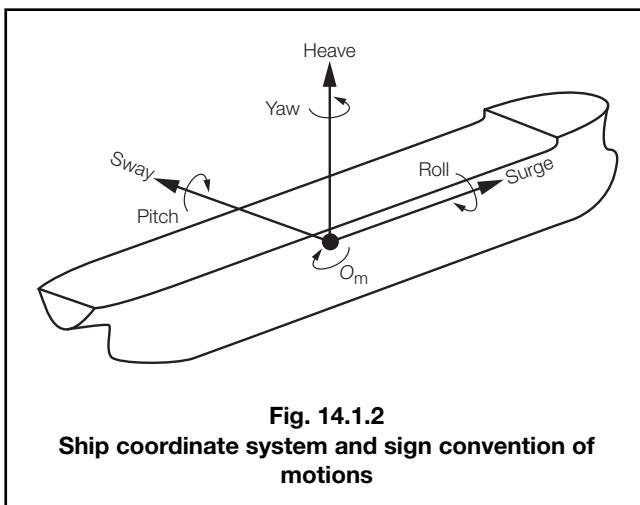 Heave
Yaw
Sway
Pitch
Roll
Surge
Om
Fig. 14.1.2
Ship coordinate system and sign convention of
motions